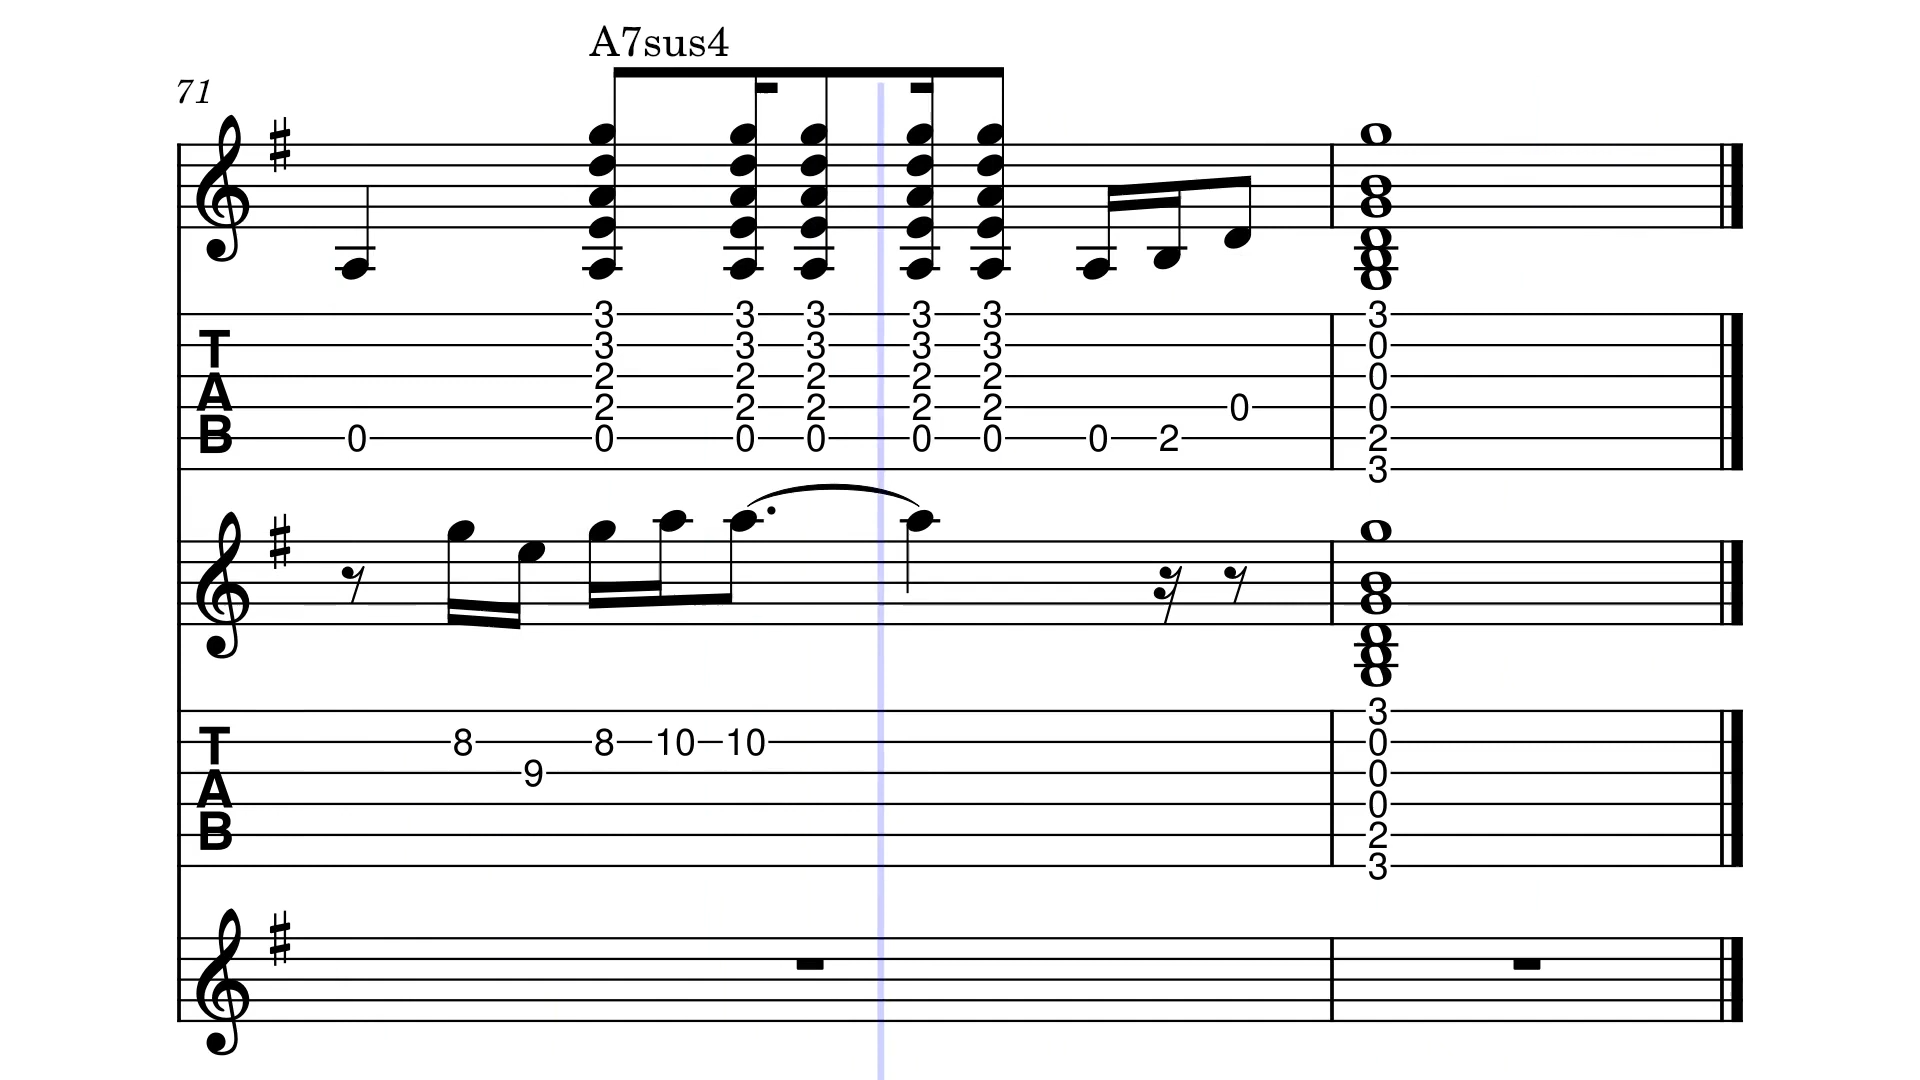 A7sus4
71
3 3 3 3 3 3
T 3 3 3 3 3 0
2 2 2 2 2 0
A 2 2 2 2 2 0 0
B 0 0 0 0 0 0 0 2 2
3
3
T 8 8 10 10 0
9 0
A 0
B 2
3